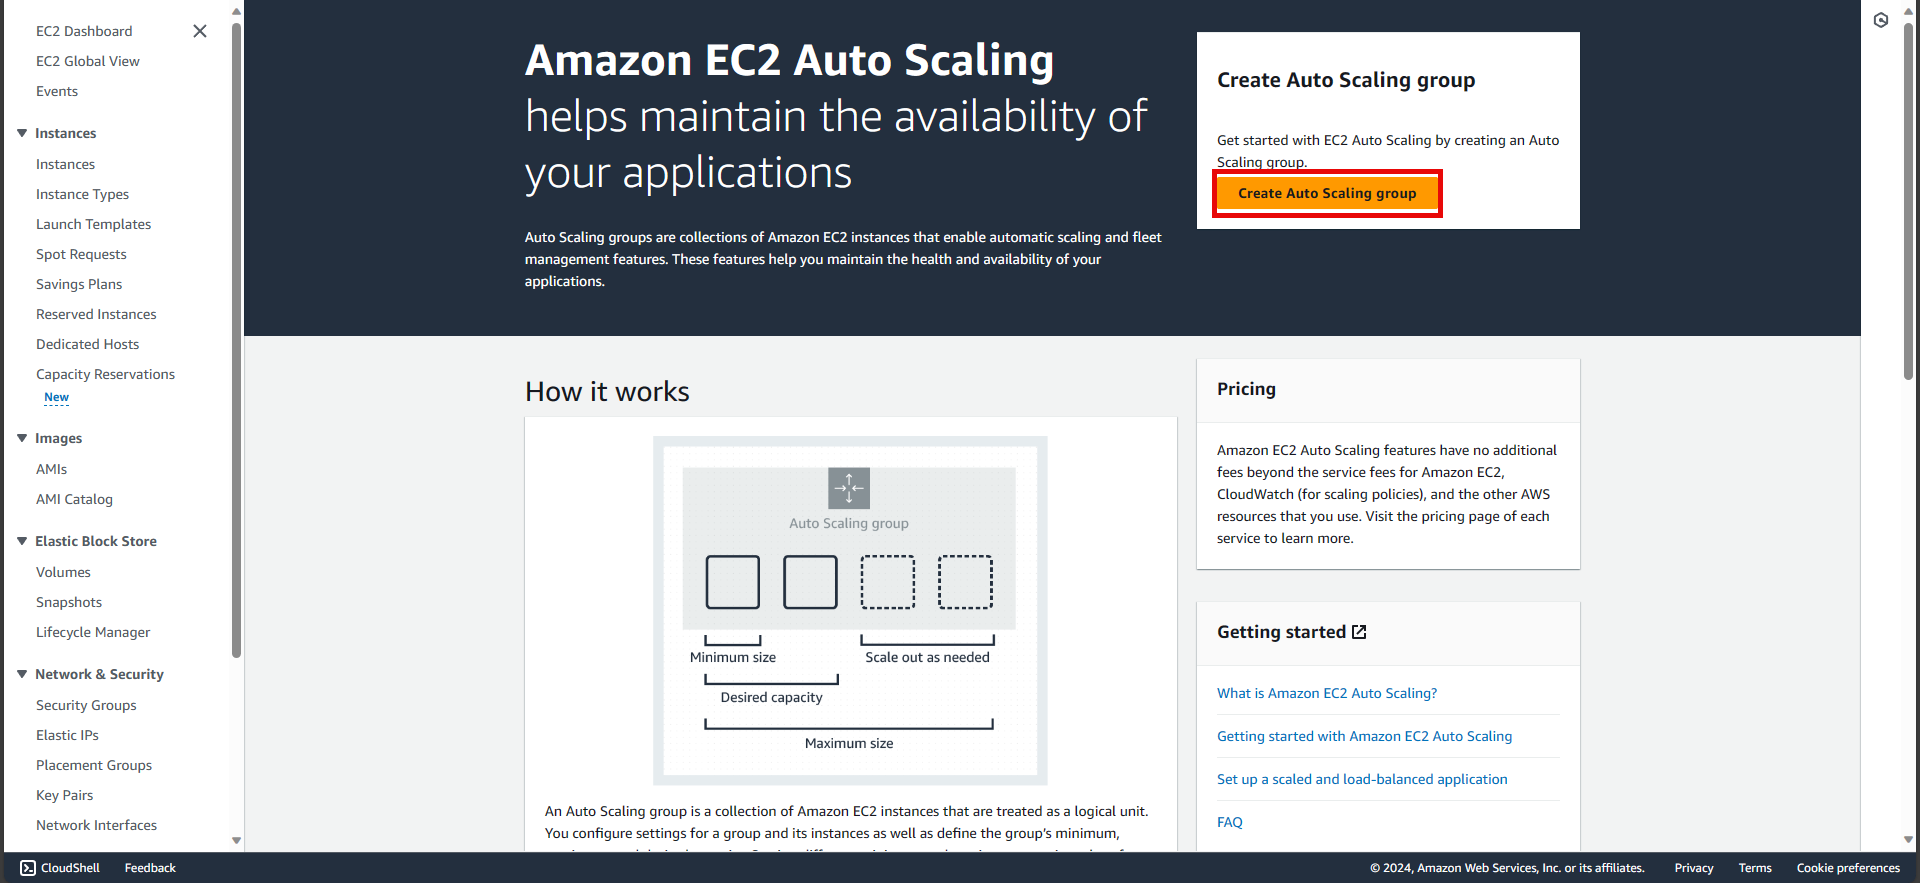 EC2 Dashboard
EC2 Global View
Events
Instances
Instances
Instance Types
Launch Templates
Spot Requests
Savings Plans
Reserved Instances
Dedicated Hosts
Capacity Reservations
New
Images
AMIs
AMI Catalog
Elastic Block Store
Volumes
Snapshots
Lifecycle Manager
Network & Security
Security Groups
Elastic IPs
Placement Groups
Key Pairs
Network Interfaces
Amazon EC2 Auto Scaling
helps maintain the availability of
your applications
Auto Scaling groups are collections of Amazon EC2 instances that enable automatic scaling and fleet
management features. These features help you maintain the health and availability of your
applications.
Create Auto Scaling group
Get started with EC2 Auto Scaling by creating an Auto
Scaling group.
Create Auto Scaling group
How it works
Auto Scaling group
Minimum size
Scale out as needed
Desired capacity
Maximum size
An Auto Scaling group is a collection of Amazon EC2 instances that are treated as a logical unit.
You configure settings for a group and its instances as well as define the group's minimum,
Pricing
Amazon EC2 Auto Scaling features have no additional
fees beyond the service fees for Amazon EC2,
CloudWatch (for scaling policies), and the other AWS
resources that you use. Visit the pricing page of each
service to learn more.
Getting started
What is Amazon EC2 Auto Scaling?
Getting started with Amazon EC2 Auto Scaling
Set up a scaled and load-balanced application
FAQ
CloudShell
Feedback
© 2024, Amazon Web Services, Inc. or its affiliates.
Privacy
Terms
Cookie preferences